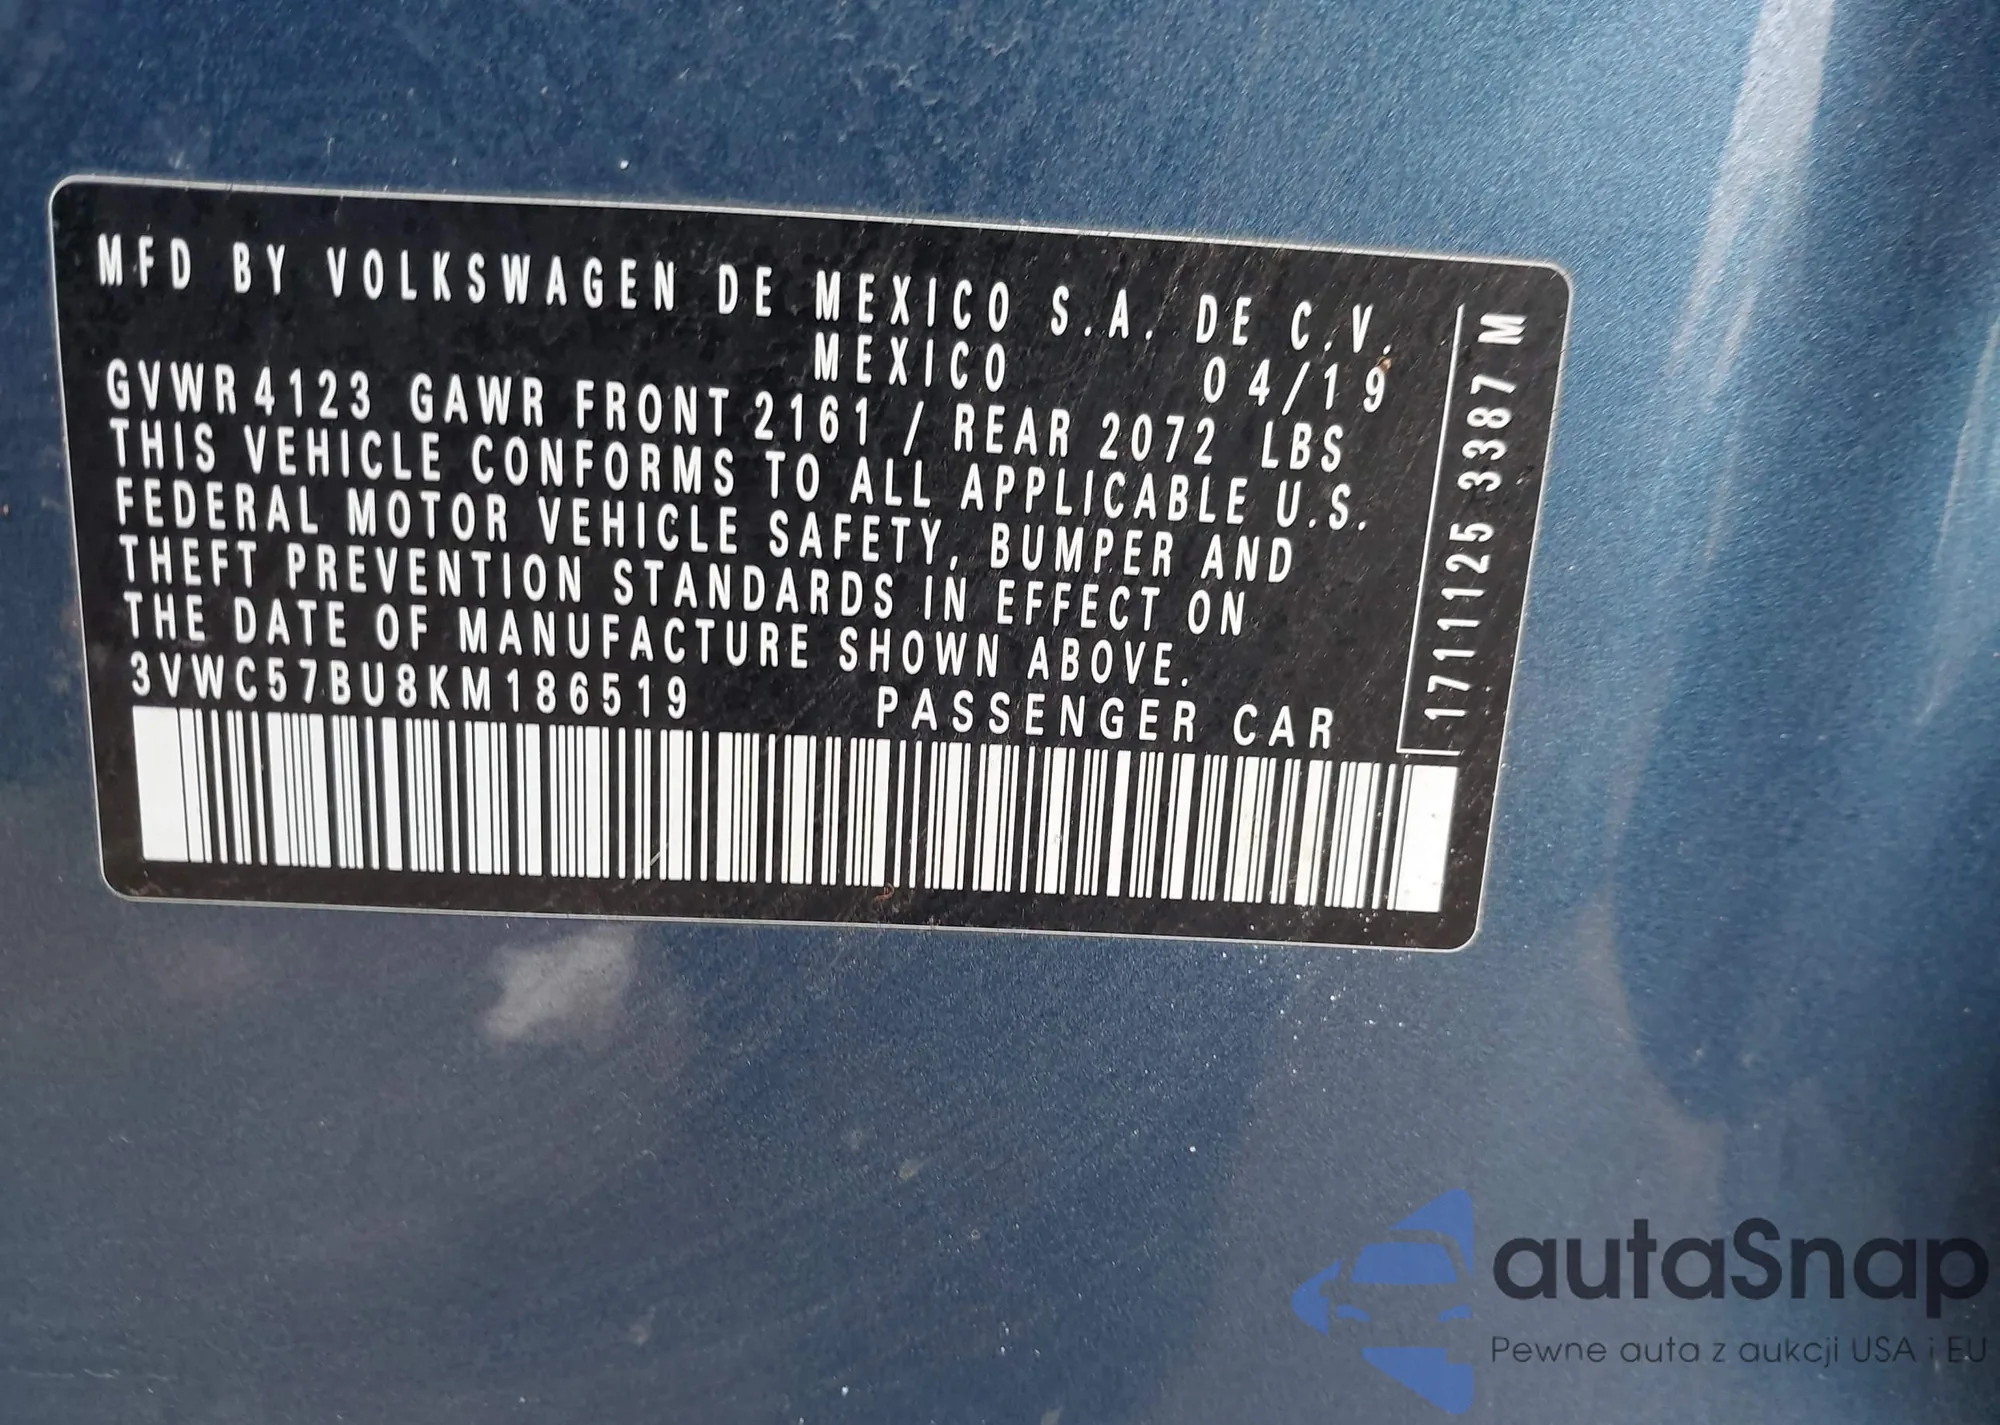 MFD BY VOLKSWAGEN DE MEXICO S.A. DE C.V.
MEXICO 04/19
GVWR 4123 GAWR FRONT 2161 / REAR 2072 LBS
THIS VEHICLE CONFORMS TO ALL APPLICABLE U.S.
FEDERAL MOTOR VEHICLE SAFETY, BUMPER AND
THEFT PREVENTION STANDARDS IN EFFECT ON
THE DATE OF MANUFACTURE SHOWN ABOVE.
3VWC57BU8KM186519 PASSENGER CAR
1711125 3387 M
autaSnap
Pewne auta z aukcji USA i EU